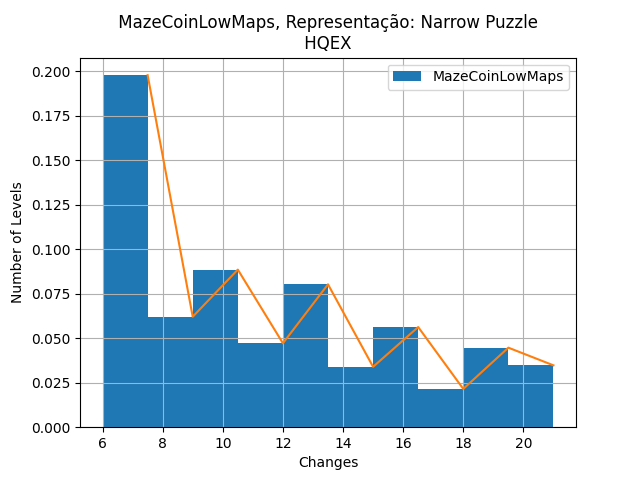 MazeCoinLowMaps, Representação: Narrow Puzzle
HQEX
MazeCoinLowMaps
Number of Levels
0.200
0.175
0.150
0.125
0.100
0.075
0.050
0.025
0.000
6 8 10 12 14 16 18 20
Changes